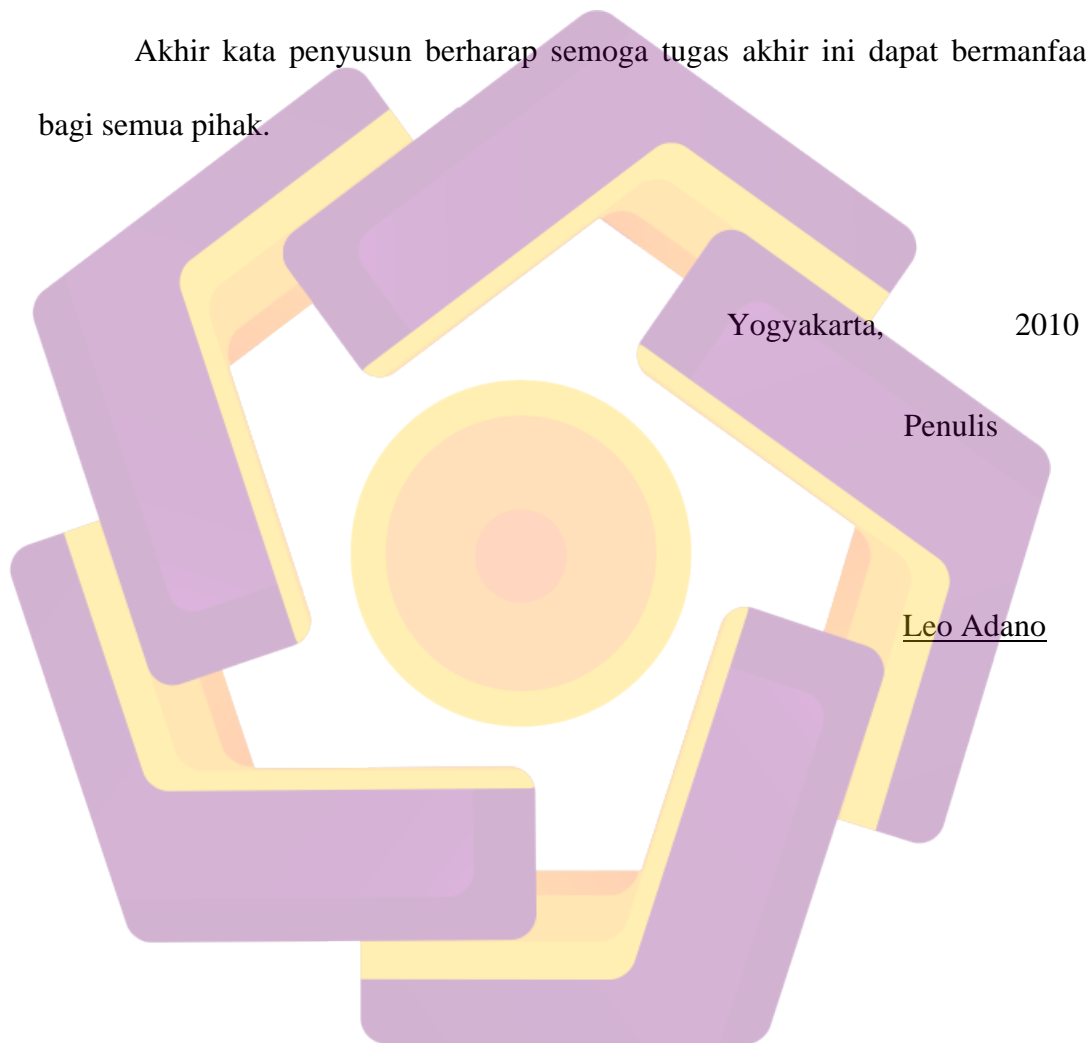 Akhir kata penyusun berharap semoga tugas akhir ini dapat bermanfaa
bagi semua pihak.
Yogyakarta, 2010
Penulis
Leo Adano